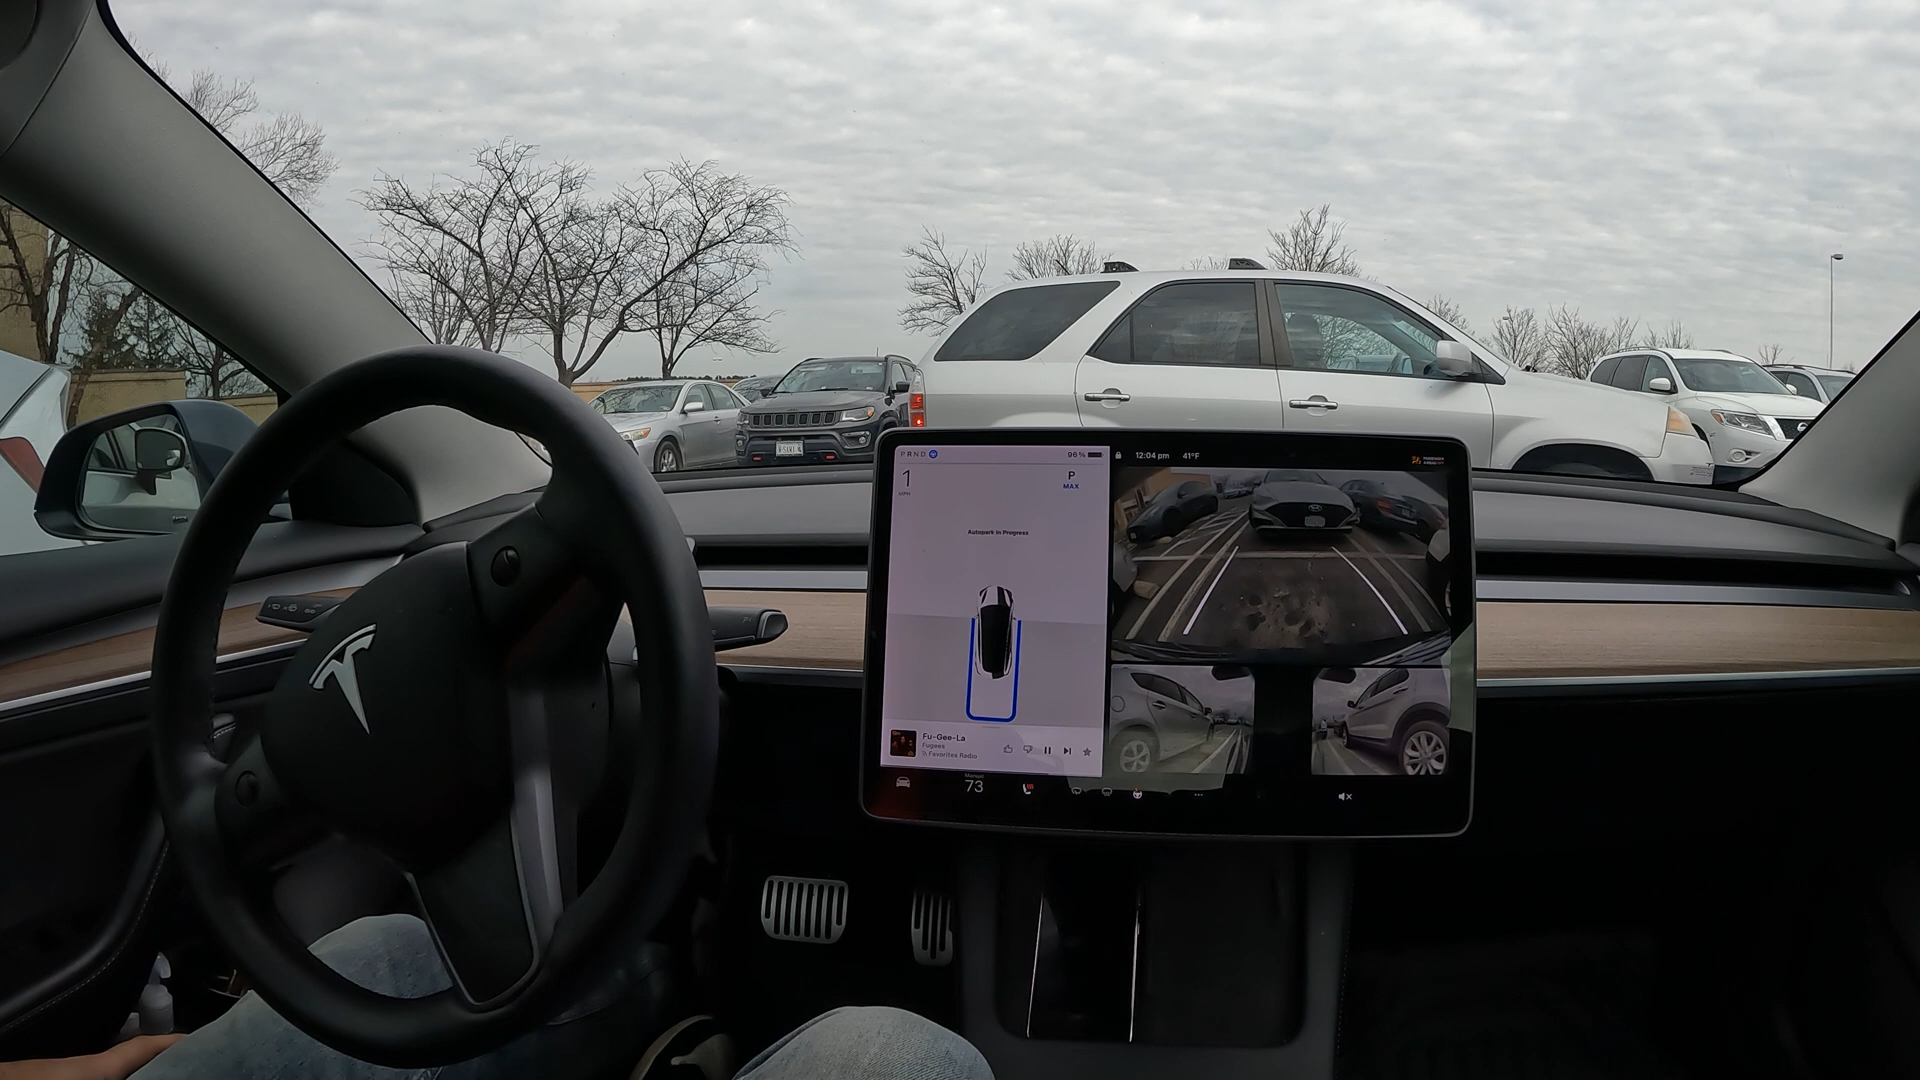 PRND
96%
12:04 pm
41°F
1
MPH
P
MAX
Autopark In Progress
Fu-Gee-La
Fugees
Favorites Radio
Manual
73